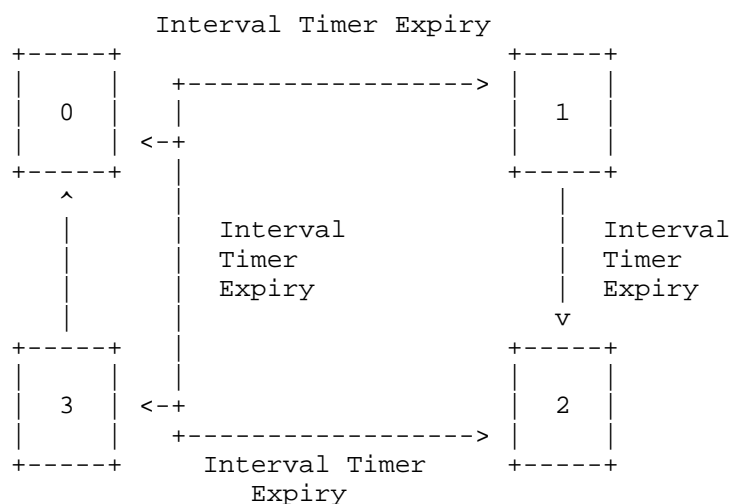 Interval Timer Expiry
0
1
Interval
Timer
Expiry
Interval
Timer
Expiry
3
2
Interval Timer
Expiry